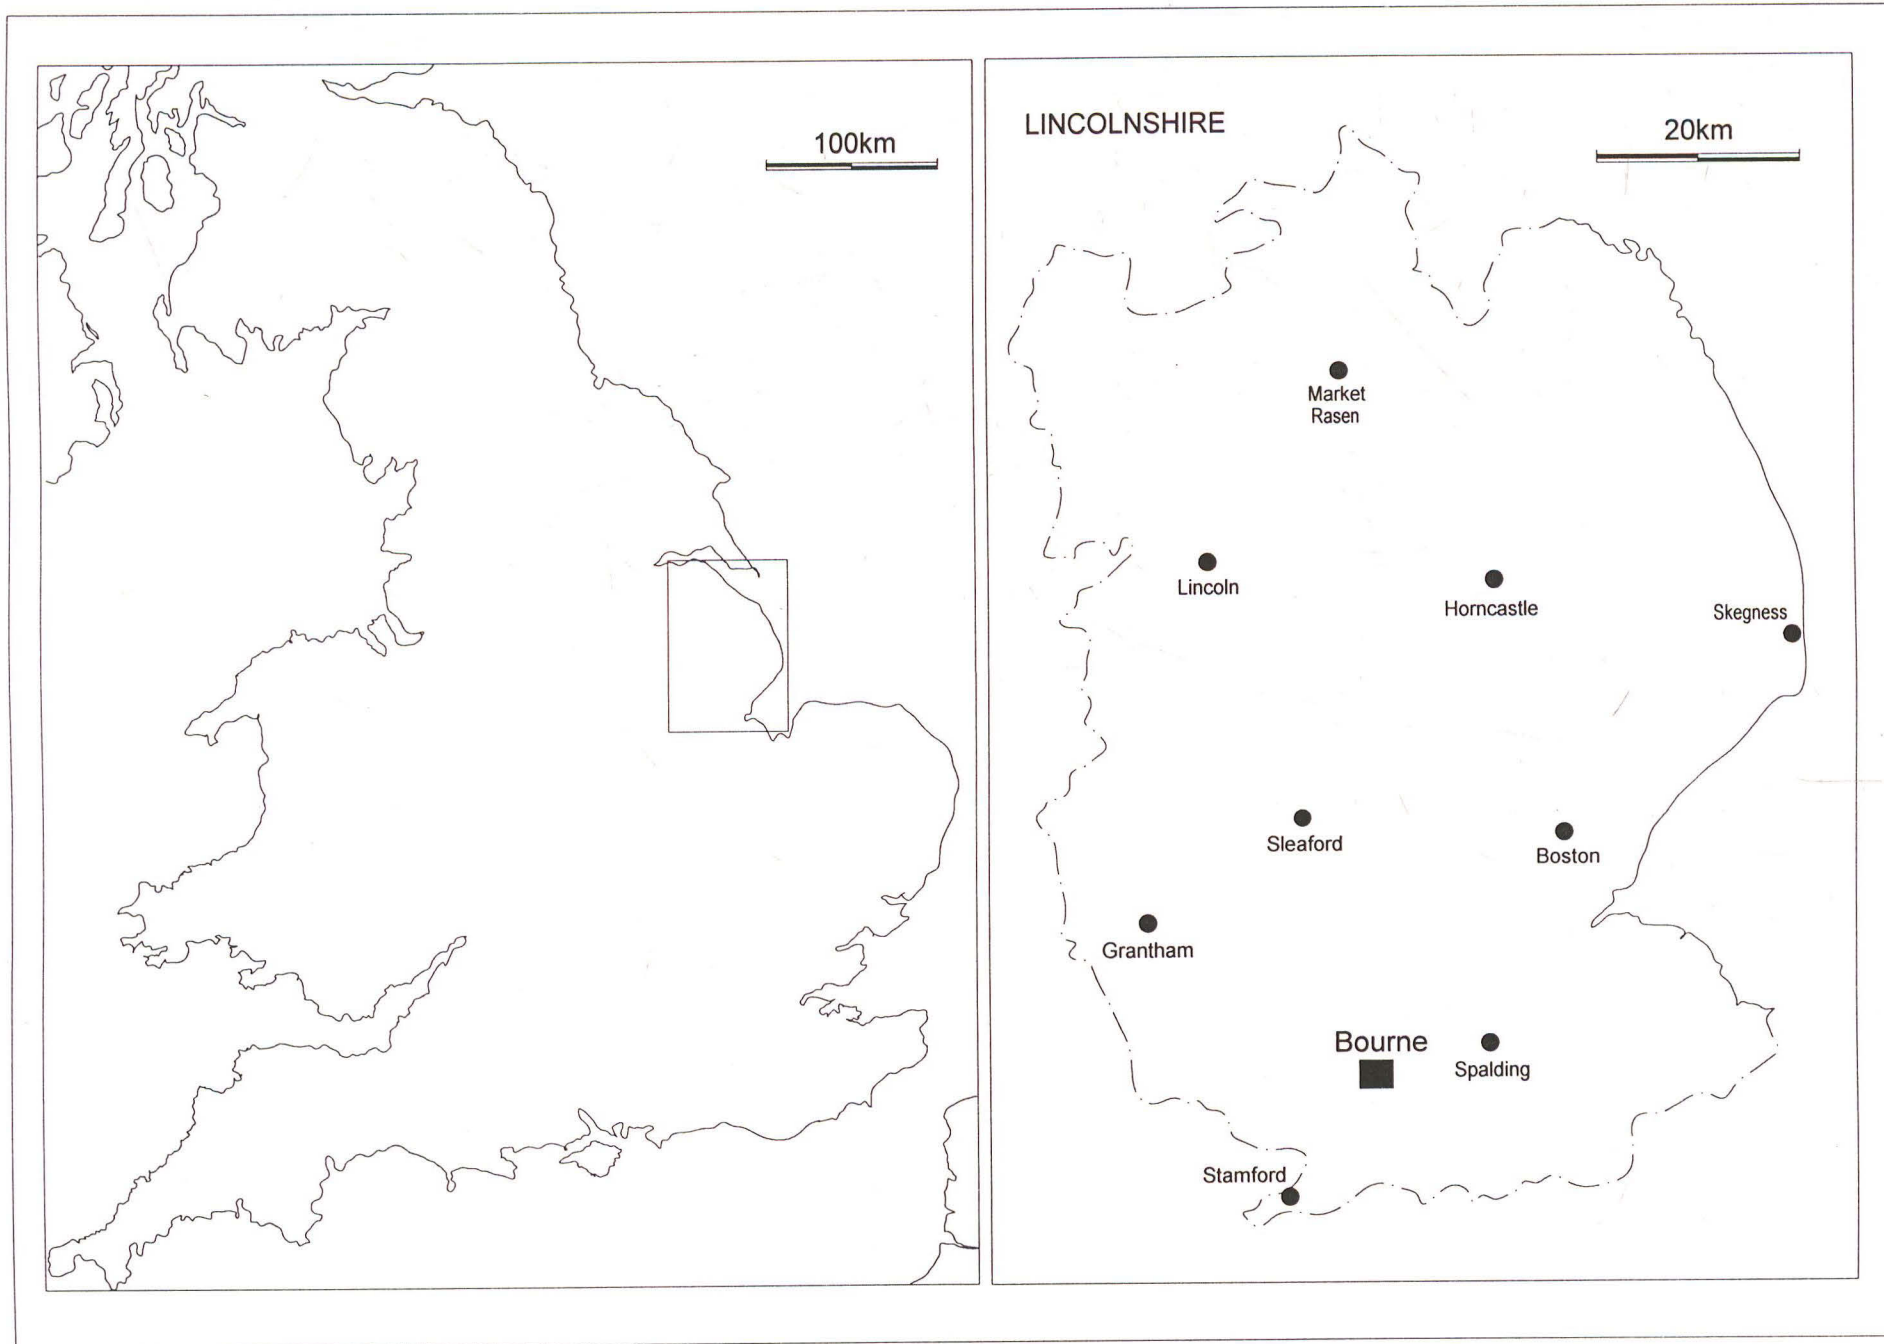 100km
LINCOLNSHIRE
20km
Market
Rasen
Lincoln
Horncastle
Skegness
Sleaford
Boston
Grantham
Bourne
Spalding
Stamford